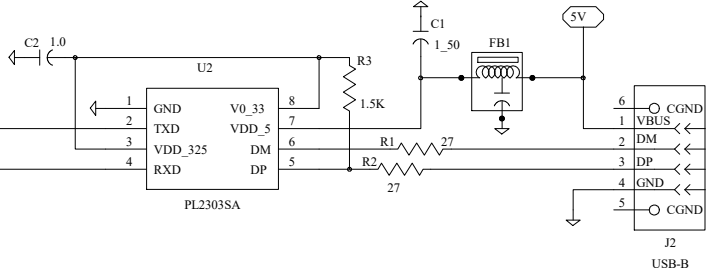 C1
5V
C2 1.0
1_50
FB1
U2
R3
1.5K
1 GND V0_33 8
2 TXD VDD_5 7
3 VDD_325 DM 6
4 RXD DP 5
PL2303SA
R1 27
R2
27
6 CGND
1 VBUS
2 DM
3 DP
4 GND
5 CGND
J2
USB-B